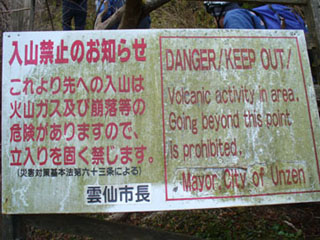 入山禁止のお知らせ
これより先への入山は
火山ガス及び崩落等の
危険がありますので、
立入りを固く禁じます。
(災害対策基本法第六十三条による)
雲仙市長
DANGER/KEEP OUT/
Volcanic activity in area.
Going beyond this point
is prohibited.
Mayor City of Unzen